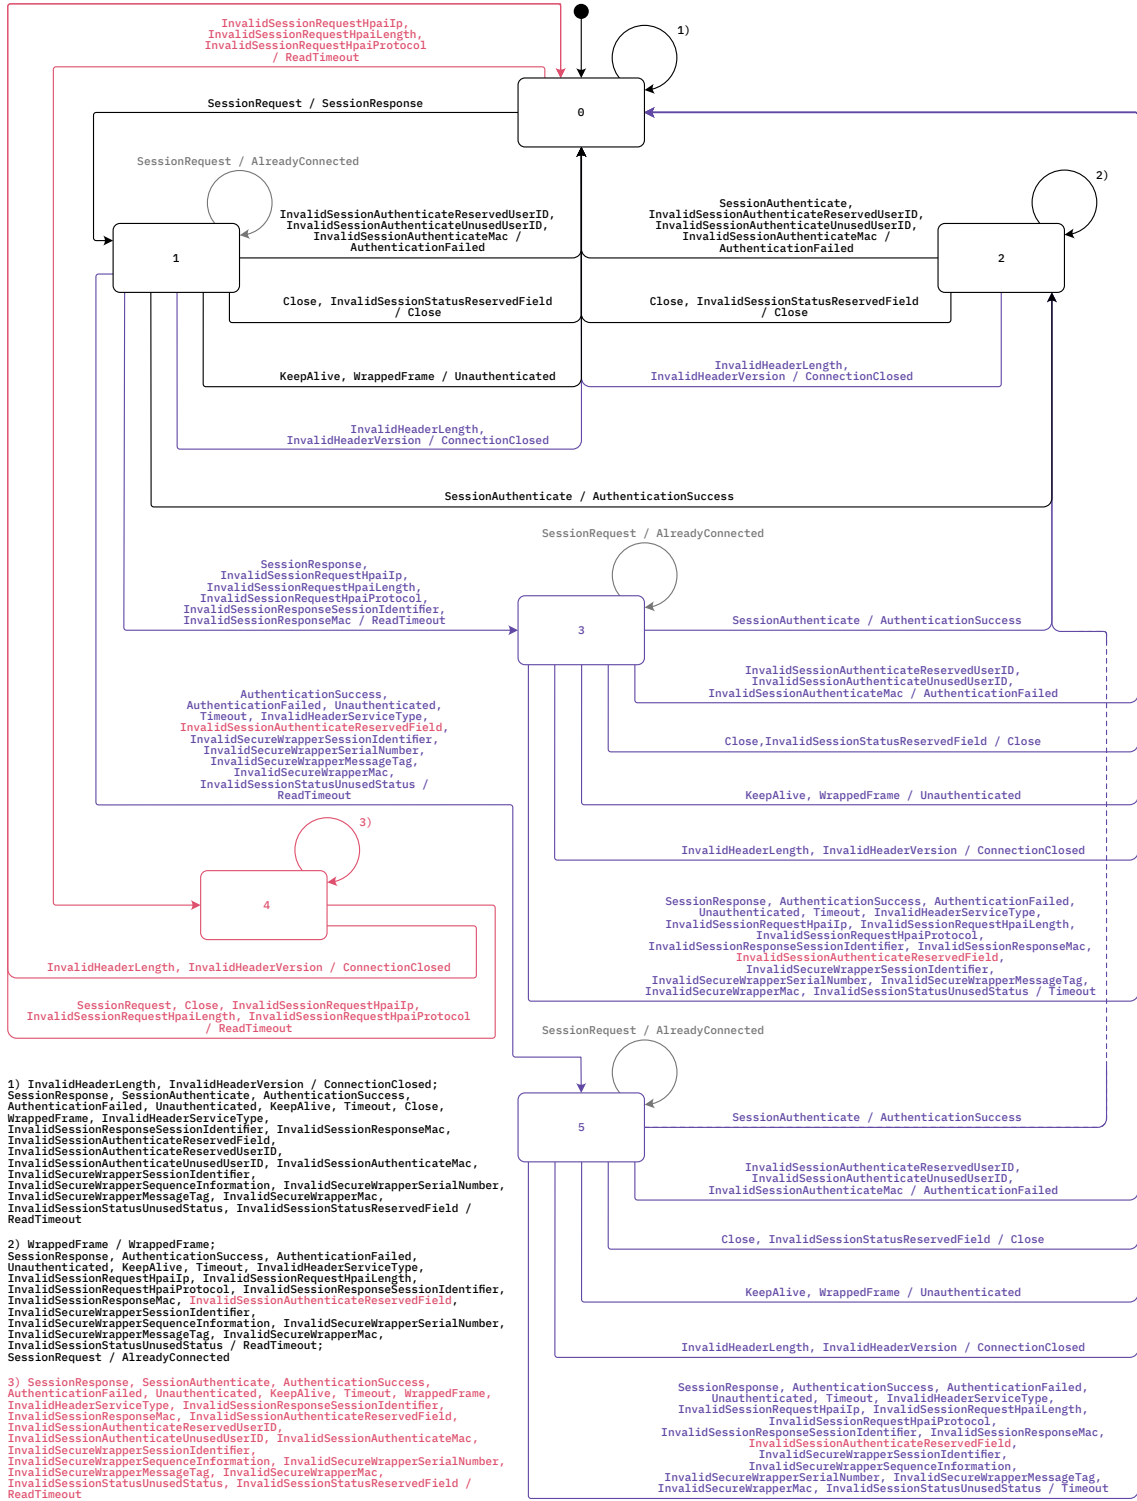 InvalidSessionRequestHpaiIp,
InvalidSessionRequestHpaiLength,
InvalidSessionRequestHpaiProtocol
/ ReadTimeout
1)
SessionRequest / SessionResponse
0
SessionRequest / AlreadyConnected
2)
InvalidSessionAuthenticateReservedUserID,
InvalidSessionAuthenticateUnusedUserID,
InvalidSessionAuthenticateMac /
AuthenticationFailed
SessionAuthenticate,
InvalidSessionAuthenticateReservedUserID,
InvalidSessionAuthenticateUnusedUserID,
InvalidSessionAuthenticateMac /
AuthenticationFailed
1
2
Close, InvalidSessionStatusReservedField
/ Close
Close, InvalidSessionStatusReservedField
/ Close
KeepAlive, WrappedFrame / Unauthenticated
InvalidHeaderLength,
InvalidHeaderVersion / ConnectionClosed
InvalidHeaderLength,
InvalidHeaderVersion / ConnectionClosed
SessionAuthenticate / AuthenticationSuccess
SessionRequest / AlreadyConnected
SessionResponse,
InvalidSessionRequestHpaiIp,
InvalidSessionRequestHpaiLength,
InvalidSessionRequestHpaiProtocol,
InvalidSessionResponseSessionIdentifier,
InvalidSessionResponseMac / ReadTimeout
3
SessionAuthenticate / AuthenticationSuccess
InvalidSessionAuthenticateReservedUserID,
InvalidSessionAuthenticateUnusedUserID,
InvalidSessionAuthenticateMac / AuthenticationFailed
Close,InvalidSessionStatusReservedField / Close
KeepAlive, WrappedFrame / Unauthenticated
InvalidHeaderLength, InvalidHeaderVersion / ConnectionClosed
AuthenticationSuccess,
AuthenticationFailed, Unauthenticated,
Timeout, InvalidHeaderServiceType,
InvalidSessionAuthenticateReservedField,
InvalidSecureWrapperSessionIdentifier,
InvalidSecureWrapperSerialNumber,
InvalidSecureWrapperMessageTag,
InvalidSecureWrapperMac,
InvalidSessionStatusUnusedStatus /
ReadTimeout
3)
4
SessionResponse, AuthenticationSuccess, AuthenticationFailed,
Unauthenticated, Timeout, InvalidHeaderServiceType,
InvalidSessionRequestHpaiIp, InvalidSessionRequestHpaiLength,
InvalidSessionRequestHpaiProtocol,
InvalidSessionResponseSessionIdentifier, InvalidSessionResponseMac,
InvalidSessionAuthenticateReservedField,
InvalidSecureWrapperSessionIdentifier,
InvalidSecureWrapperSerialNumber, InvalidSecureWrapperMessageTag,
InvalidSecureWrapperMac, InvalidSessionStatusUnusedStatus / Timeout
InvalidHeaderLength, InvalidHeaderVersion / ConnectionClosed
SessionRequest, Close, InvalidSessionRequestHpaiIp,
InvalidSessionRequestHpaiLength, InvalidSessionRequestHpaiProtocol
/ ReadTimeout
SessionRequest / AlreadyConnected
5
SessionAuthenticate / AuthenticationSuccess
InvalidSessionAuthenticateReservedUserID,
InvalidSessionAuthenticateUnusedUserID,
InvalidSessionAuthenticateMac / AuthenticationFailed
Close, InvalidSessionStatusReservedField / Close
KeepAlive, WrappedFrame / Unauthenticated
InvalidHeaderLength, InvalidHeaderVersion / ConnectionClosed
SessionResponse, AuthenticationSuccess, AuthenticationFailed,
Unauthenticated, Timeout, InvalidHeaderServiceType,
InvalidSessionRequestHpaiIp, InvalidSessionRequestHpaiLength,
InvalidSessionRequestHpaiProtocol,
InvalidSessionResponseSessionIdentifier, InvalidSessionResponseMac,
InvalidSessionAuthenticateReservedField,
InvalidSecureWrapperSessionIdentifier,
InvalidSecureWrapperSequenceInformation,
InvalidSecureWrapperSerialNumber, InvalidSecureWrapperMessageTag,
InvalidSecureWrapperMac, InvalidSessionStatusUnusedStatus / Timeout
1) InvalidHeaderLength, InvalidHeaderVersion / ConnectionClosed;
SessionResponse, SessionAuthenticate, AuthenticationSuccess,
AuthenticationFailed, Unauthenticated, KeepAlive, Timeout, Close,
WrappedFrame, InvalidHeaderServiceType,
InvalidSessionResponseSessionIdentifier, InvalidSessionResponseMac,
InvalidSessionAuthenticateReservedField,
InvalidSessionAuthenticateReservedUserID,
InvalidSessionAuthenticateUnusedUserID, InvalidSessionAuthenticateMac,
InvalidSecureWrapperSessionIdentifier,
InvalidSecureWrapperSequenceInformation, InvalidSecureWrapperSerialNumber,
InvalidSecureWrapperMessageTag, InvalidSecureWrapperMac,
InvalidSessionStatusUnusedStatus, InvalidSessionStatusReservedField /
ReadTimeout
2) WrappedFrame / WrappedFrame;
SessionResponse, AuthenticationSuccess, AuthenticationFailed,
Unauthenticated, KeepAlive, Timeout, InvalidHeaderServiceType,
InvalidSessionRequestHpaiIp, InvalidSessionRequestHpaiLength,
InvalidSessionRequestHpaiProtocol, InvalidSessionResponseSessionIdentifier,
InvalidSessionResponseMac, InvalidSessionAuthenticateReservedField,
InvalidSecureWrapperSessionIdentifier,
InvalidSecureWrapperSequenceInformation, InvalidSecureWrapperSerialNumber,
InvalidSecureWrapperMessageTag, InvalidSecureWrapperMac,
InvalidSessionStatusUnusedStatus / ReadTimeout;
SessionRequest / AlreadyConnected
3) SessionResponse, SessionAuthenticate, AuthenticationSuccess,
AuthenticationFailed, Unauthenticated, KeepAlive, Timeout, WrappedFrame,
InvalidHeaderServiceType, InvalidSessionResponseSessionIdentifier,
InvalidSessionResponseMac, InvalidSessionAuthenticateReservedField,
InvalidSessionAuthenticateReservedUserID,
InvalidSessionAuthenticateUnusedUserID, InvalidSessionAuthenticateMac,
InvalidSecureWrapperSessionIdentifier,
InvalidSecureWrapperSequenceInformation, InvalidSecureWrapperSerialNumber,
InvalidSecureWrapperMessageTag, InvalidSecureWrapperMac,
InvalidSessionStatusUnusedStatus, InvalidSessionStatusReservedField /
ReadTimeout